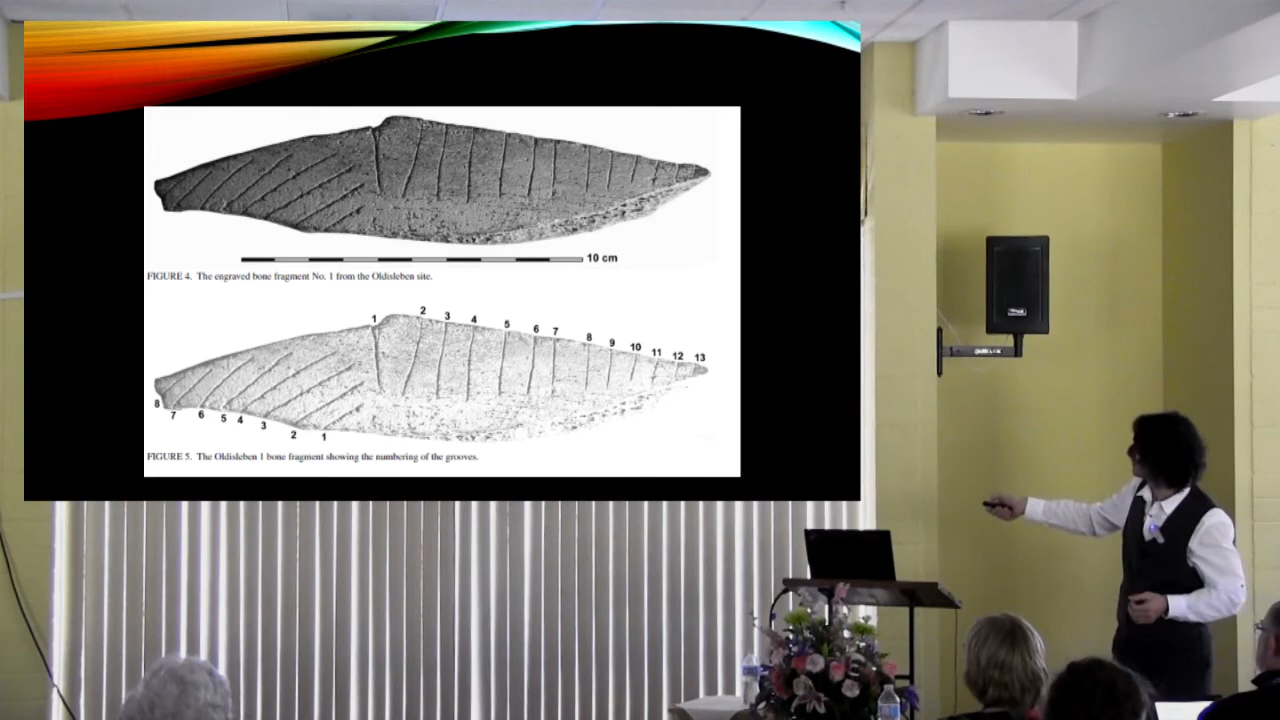 10 cm
FIGURE 4. The engraved bone fragment No. 1 from the Oldisleben site.
1 2 3 4 5 6 7 8 9 10 11 12 13
8 7 6 5 4 3 2 1
FIGURE 5. The Oldisleben 1 bone fragment showing the numbering of the grooves.